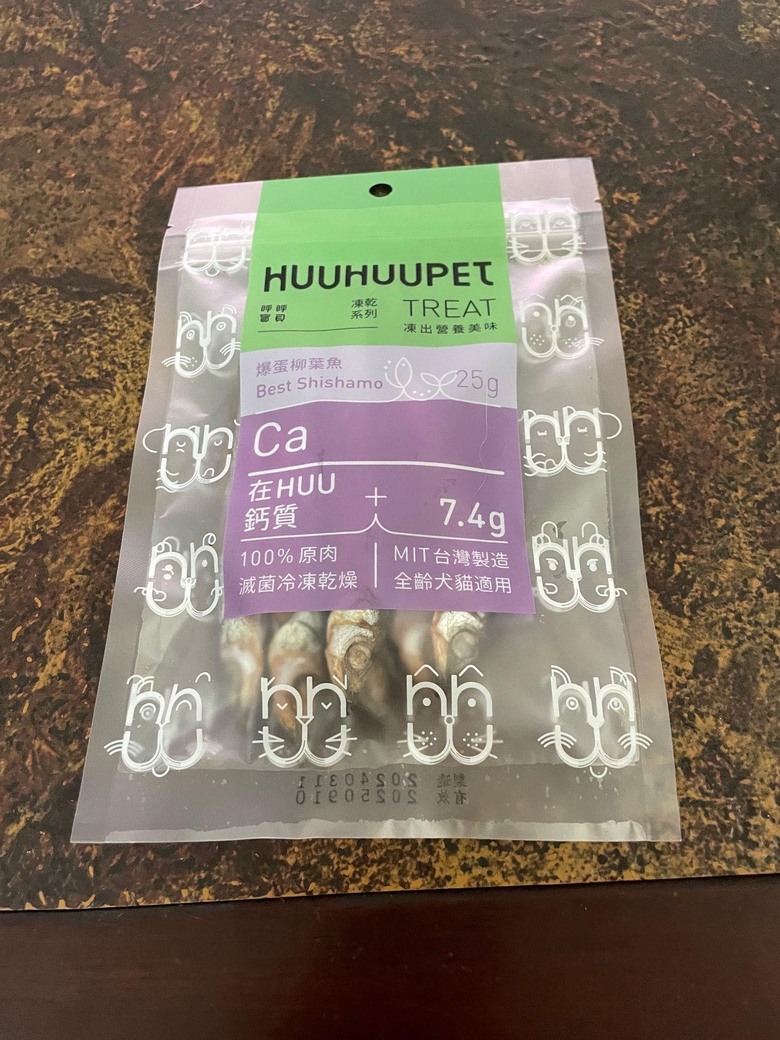 HUUHUUPET
呼呼
寶貝
凍乾
系列
TREAT
凍出營養美味
爆蛋柳葉魚
Best Shishamo
25g
Ca
在HUU
鈣質
+
7.4g
100%原肉
滅菌冷凍乾燥
MIT台灣製造
全齡犬貓適用
製造 20240311
有效 20250910